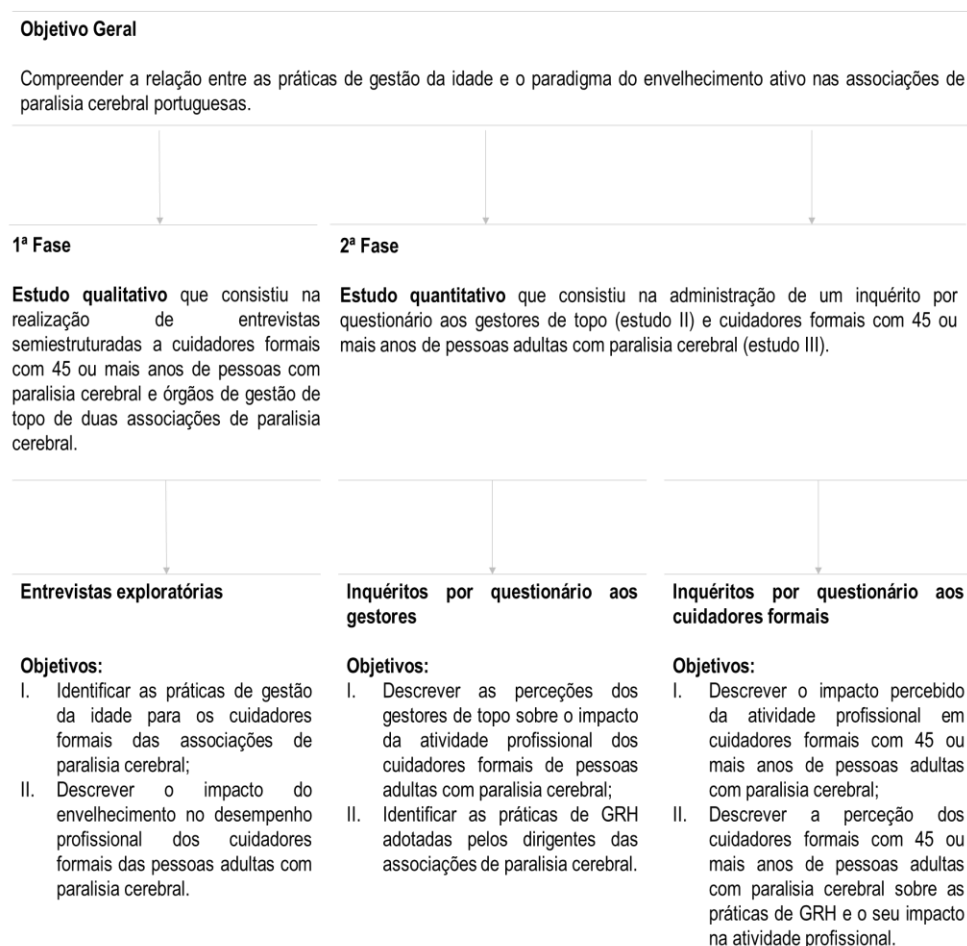 Objetivo Geral
Compreender a relação entre as práticas de gestão da idade e o paradigma do envelhecimento ativo nas associações de
paralisia cerebral portuguesas.
1ª Fase
Estudo qualitativo que consistiu na
realização de entrevistas
semiestruturadas a cuidadores formais
com 45 ou mais anos de pessoas com
paralisia cerebral e órgãos de gestão de
topo de duas associações de paralisia
cerebral.
2ª Fase
Estudo quantitativo que consistiu na administração de um inquérito por
questionário aos gestores de topo (estudo II) e cuidadores formais com 45 ou
mais anos de pessoas adultas com paralisia cerebral (estudo III).
Entrevistas exploratórias
Objetivos:
I. Identificar as práticas de gestão
da idade para os cuidadores
formais das associações de
paralisia cerebral;
II. Descrever o impacto do
envelhecimento no desempenho
profissional dos cuidadores
formais das pessoas adultas com
paralisia cerebral.
Inquéritos por questionário aos
gestores
Objetivos:
I. Descrever as perceções dos
gestores de topo sobre o impacto
da atividade profissional dos
cuidadores formais de pessoas
adultas com paralisia cerebral;
II. Identificar as práticas de GRH
adotadas pelos dirigentes das
associações de paralisia cerebral.
Inquéritos por questionário aos
cuidadores formais
Objetivos:
I. Descrever o impacto percebido
da atividade profissional em
cuidadores formais com 45 ou
mais anos de pessoas adultas
com paralisia cerebral;
II. Descrever a perceção dos
cuidadores formais com 45 ou
mais anos de pessoas adultas
com paralisia cerebral sobre as
práticas de GRH e o seu impacto
na atividade profissional.